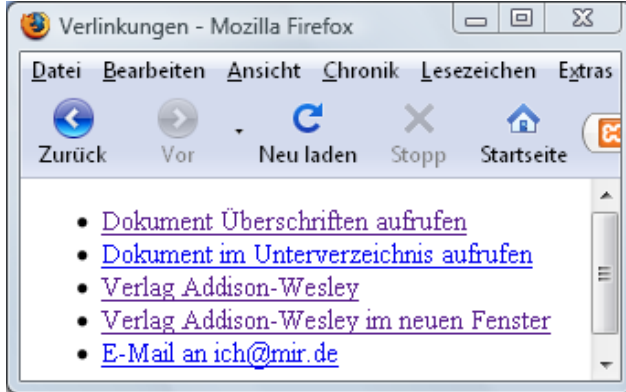 Verlinkungen - Mozilla Firefox
Datei Bearbeiten Ansicht Chronik Lesezeichen Extras
Zurück Vor Neu laden Stopp Startseite
Dokument Überschriften aufrufen
Dokument im Unterverzeichnis aufrufen
Verlag Addison-Wesley
Verlag Addison-Wesley im neuen Fenster
E-Mail an ich@mir.de